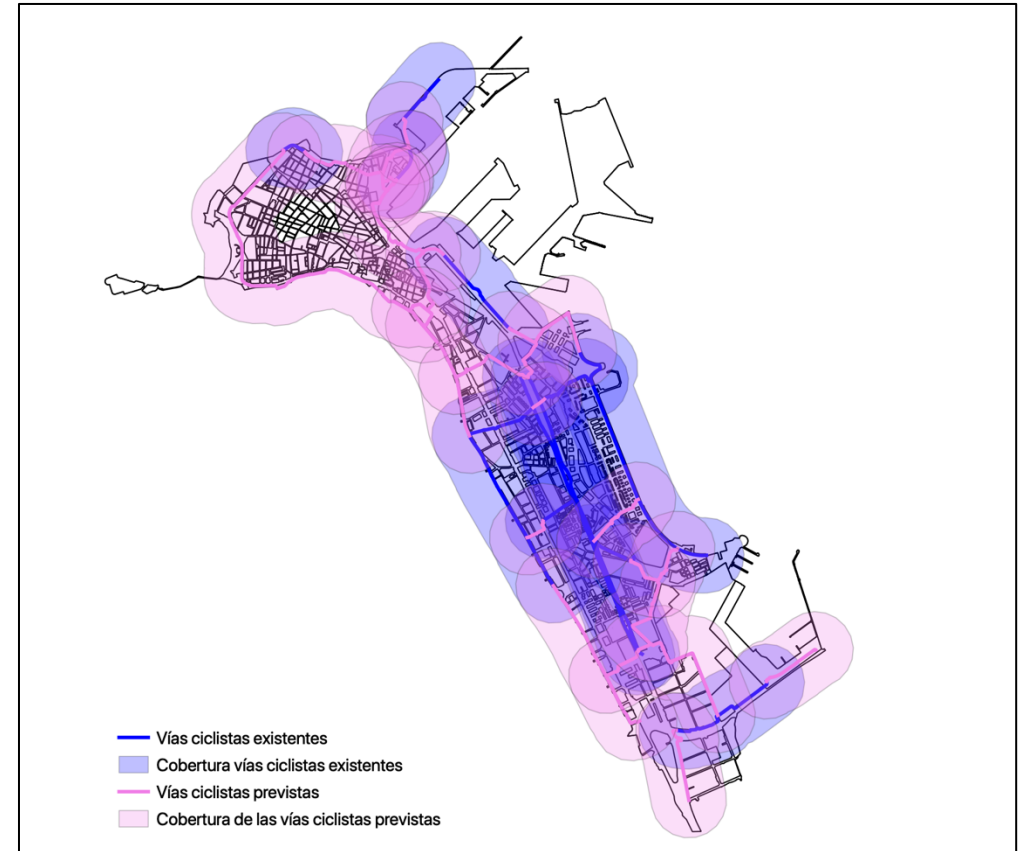 Vías ciclistas existentes
Cobertura vías ciclistas existentes
Vías ciclistas previstas
Cobertura de las vías ciclistas previstas